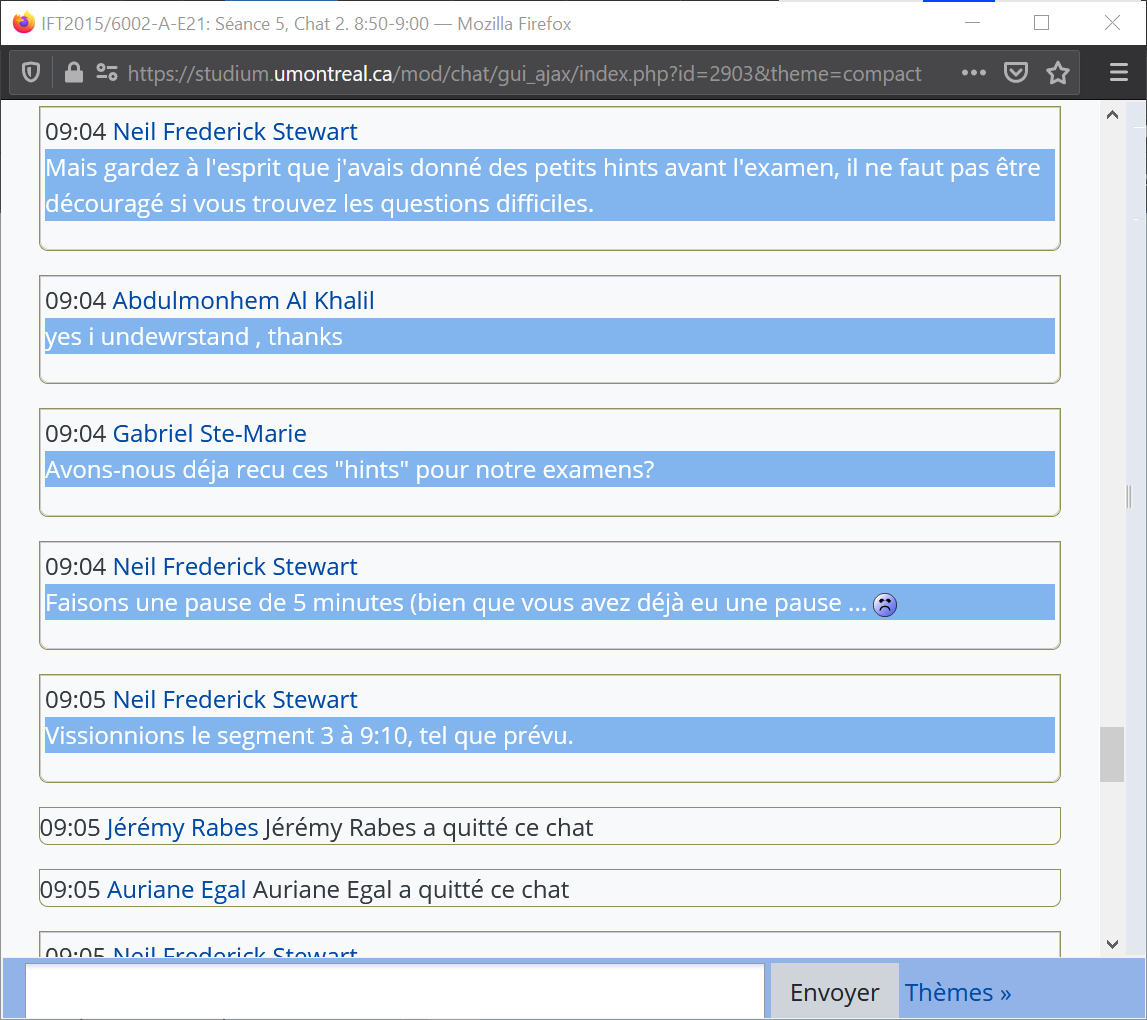 IFT2015/6002-A-E21: Séance 5, Chat 2. 8:50-9:00 — Mozilla Firefox
https://studium.umontreal.ca/mod/chat/gui_ajax/index.php?id=2903&theme=compact
09:04 Neil Frederick Stewart
Mais gardez à l'esprit que j'avais donné des petits hints avant l'examen, il ne faut pas être
découragé si vous trouvez les questions difficiles.
09:04 Abdulmonhem Al Khalil
yes i undewrstand , thanks
09:04 Gabriel Ste-Marie
Avons-nous déja recu ces "hints" pour notre examens?
09:04 Neil Frederick Stewart
Faisons une pause de 5 minutes (bien que vous avez déjà eu une pause ...
09:05 Neil Frederick Stewart
Vissionnions le segment 3 à 9:10, tel que prévu.
09:05 Jérémy Rabes Jérémy Rabes a quitté ce chat
09:05 Auriane Egal Auriane Egal a quitté ce chat
09:05 Neil Frederick Stewart
Envoyer Thèmes »